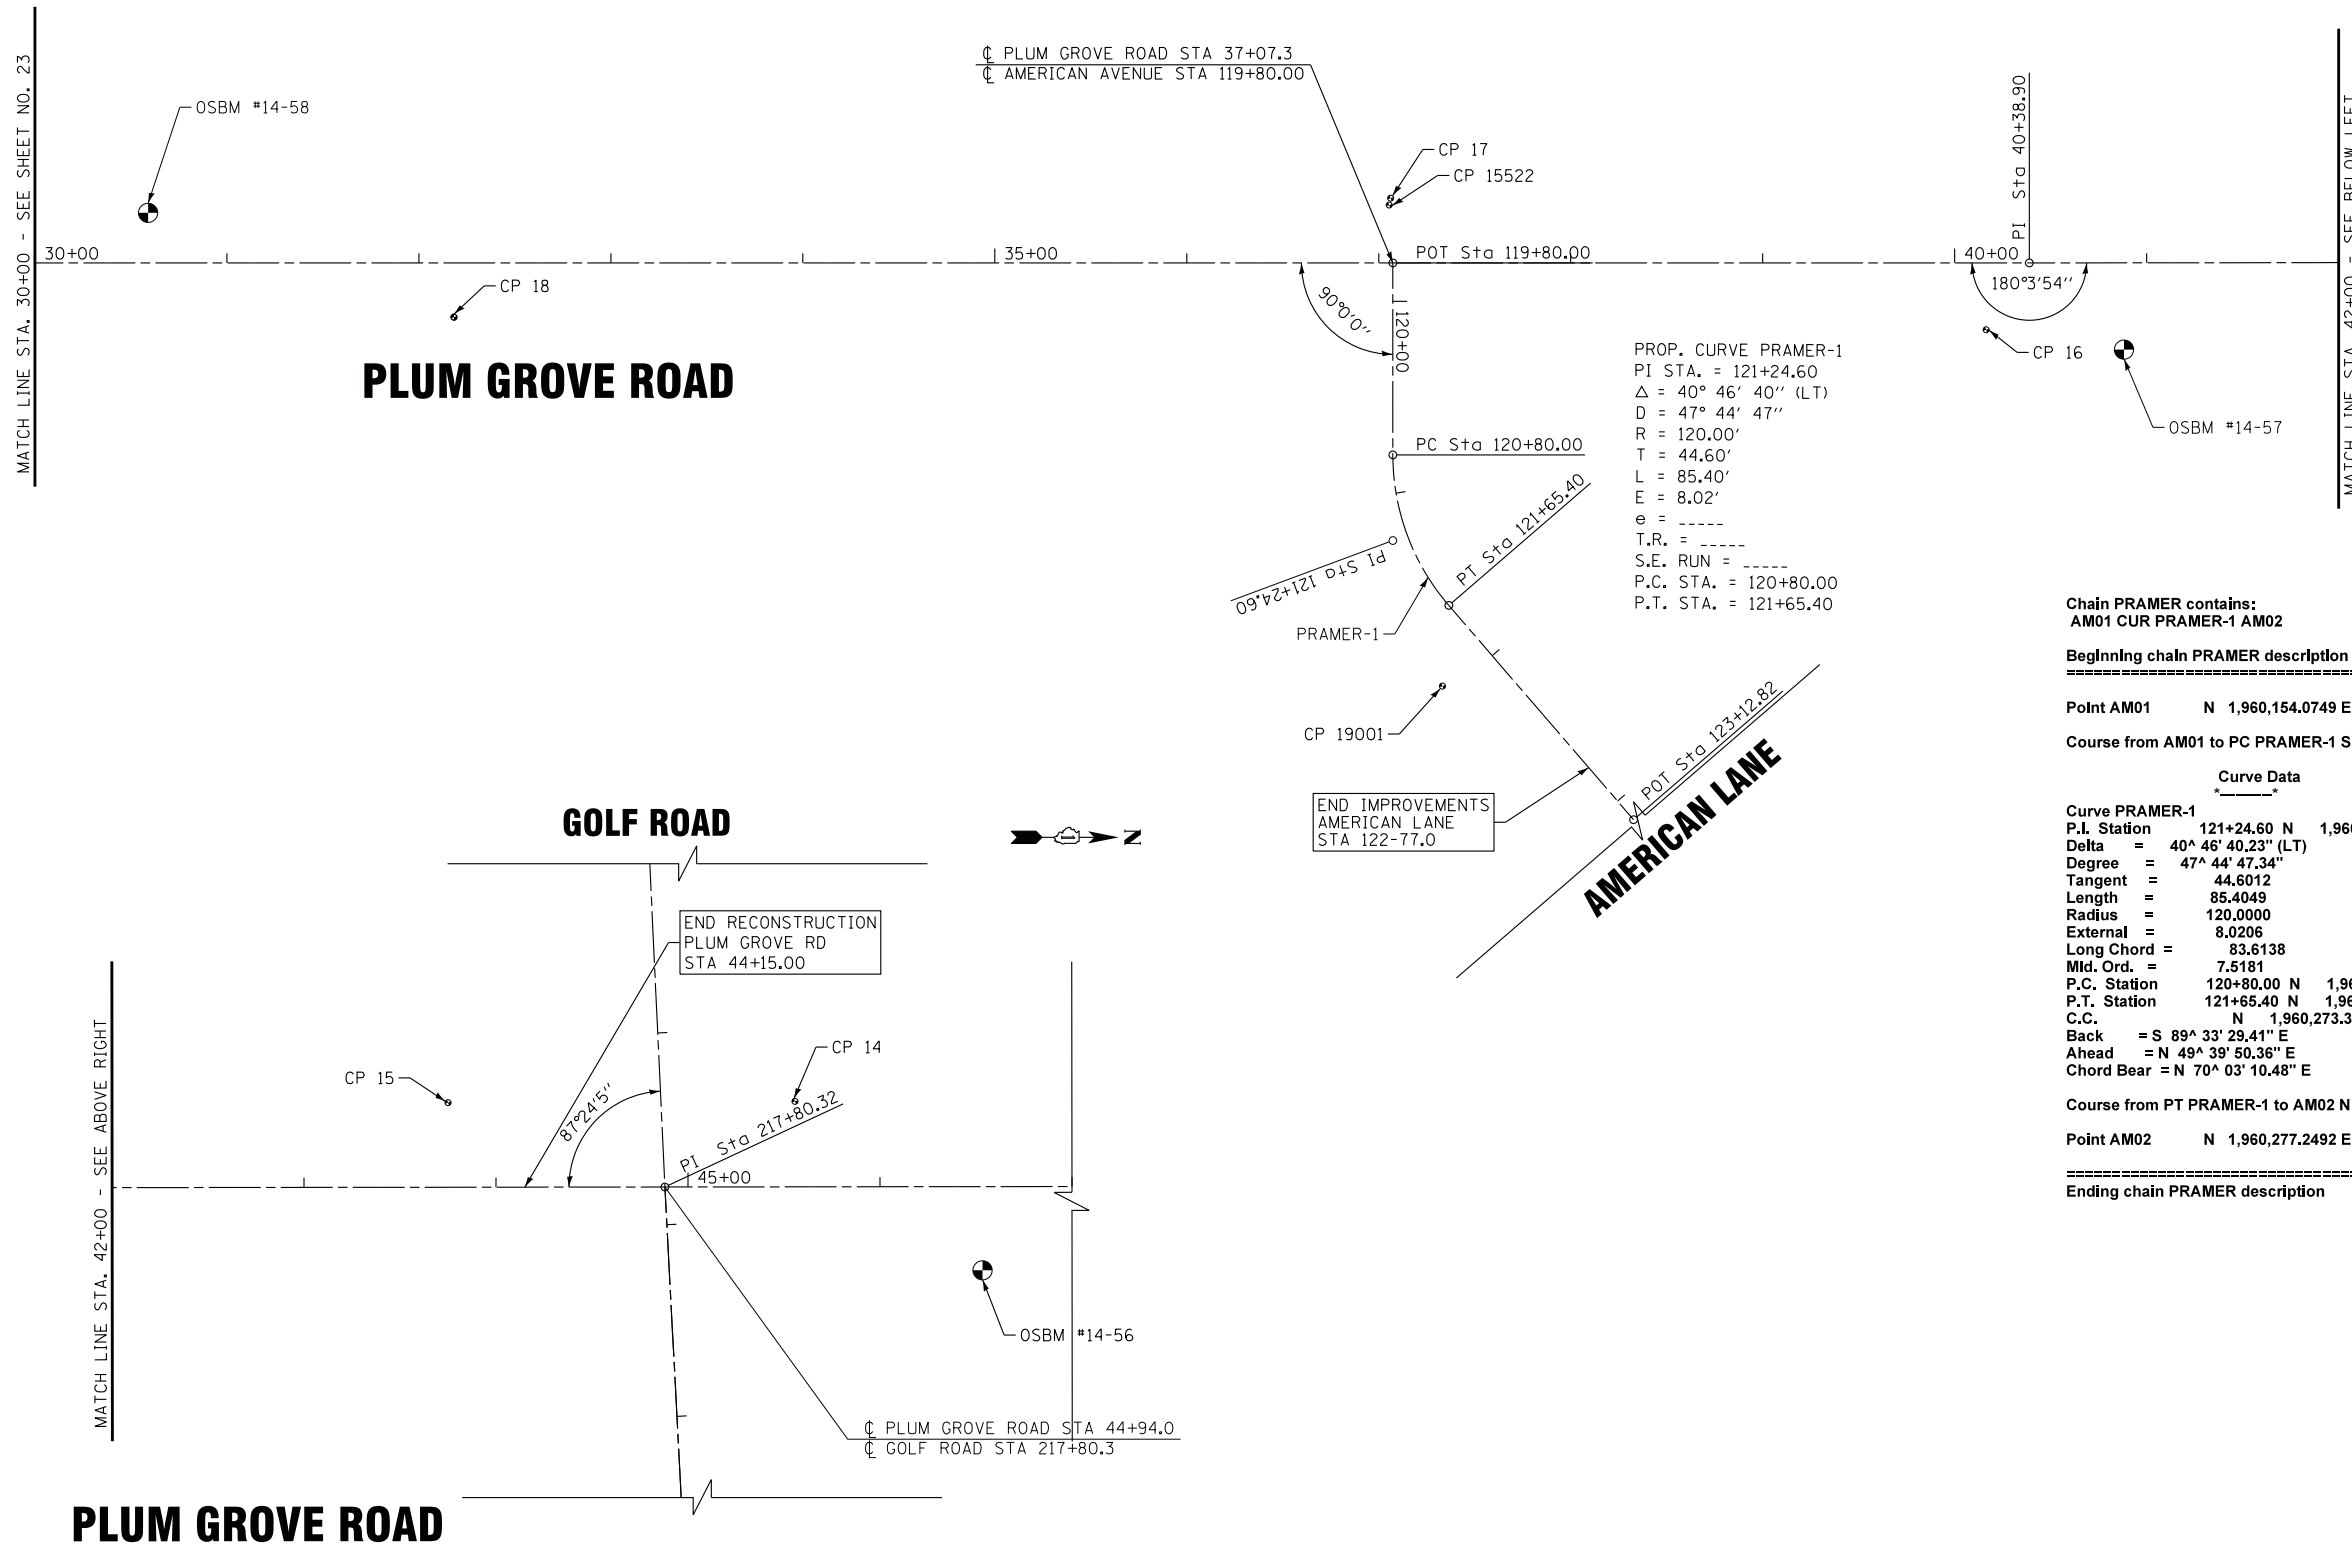 MATCH LINE STA. 30+00 - SEE SHEET NO. 23
OSBM #14-58
℄ PLUM GROVE ROAD STA 37+07.3
℄ AMERICAN AVENUE STA 119+80.00
CP 17
CP 15522
PI Sta 40+38.90
MATCH LINE STA. 42+00 - SEE BELOW LEFT
30+00
35+00
POT Sta 119+80.00
40+00
CP 18
90°0'0''
120+00
180°3'54''
CP 16
OSBM #14-57
PLUM GROVE ROAD
PC Sta 120+80.00
PI Sta 121+24.60
PT Sta 121+65.40
PRAMER-1
PROP. CURVE PRAMER-1
PI STA. = 121+24.60
△ = 40° 46' 40'' (LT)
D = 47° 44' 47''
R = 120.00'
T = 44.60'
L = 85.40'
E = 8.02'
e = _____
T.R. = _____
S.E. RUN = _____
P.C. STA. = 120+80.00
P.T. STA. = 121+65.40
CP 19001
POT Sta 123+12.82
END IMPROVEMENTS
AMERICAN LANE
STA 122-77.0
AMERICAN LANE
Chain PRAMER contains:
AM01 CUR PRAMER-1 AM02
Beginning chain PRAMER description
Point AM01 N 1,960,154.0749 E
Course from AM01 to PC PRAMER-1 S
Curve Data
*----------*
Curve PRAMER-1
P.I. Station 121+24.60 N 1,960
Delta = 40^ 46' 40.23" (LT)
Degree = 47^ 44' 47.34"
Tangent = 44.6012
Length = 85.4049
Radius = 120.0000
External = 8.0206
Long Chord = 83.6138
Mid. Ord. = 7.5181
P.C. Station 120+80.00 N 1,96
P.T. Station 121+65.40 N 1,96
C.C. N 1,960,273.3
Back = S 89^ 33' 29.41" E
Ahead = N 49^ 39' 50.36" E
Chord Bear = N 70^ 03' 10.48" E
Course from PT PRAMER-1 to AM02 N
Point AM02 N 1,960,277.2492 E
Ending chain PRAMER description
GOLF ROAD
N
END RECONSTRUCTION
PLUM GROVE RD
STA 44+15.00
MATCH LINE STA. 42+00 - SEE ABOVE RIGHT
CP 15
CP 14
87°24'5''
PI Sta 217+80.32
45+00
OSBM #14-56
℄ PLUM GROVE ROAD STA 44+94.0
℄ GOLF ROAD STA 217+80.3
PLUM GROVE ROAD